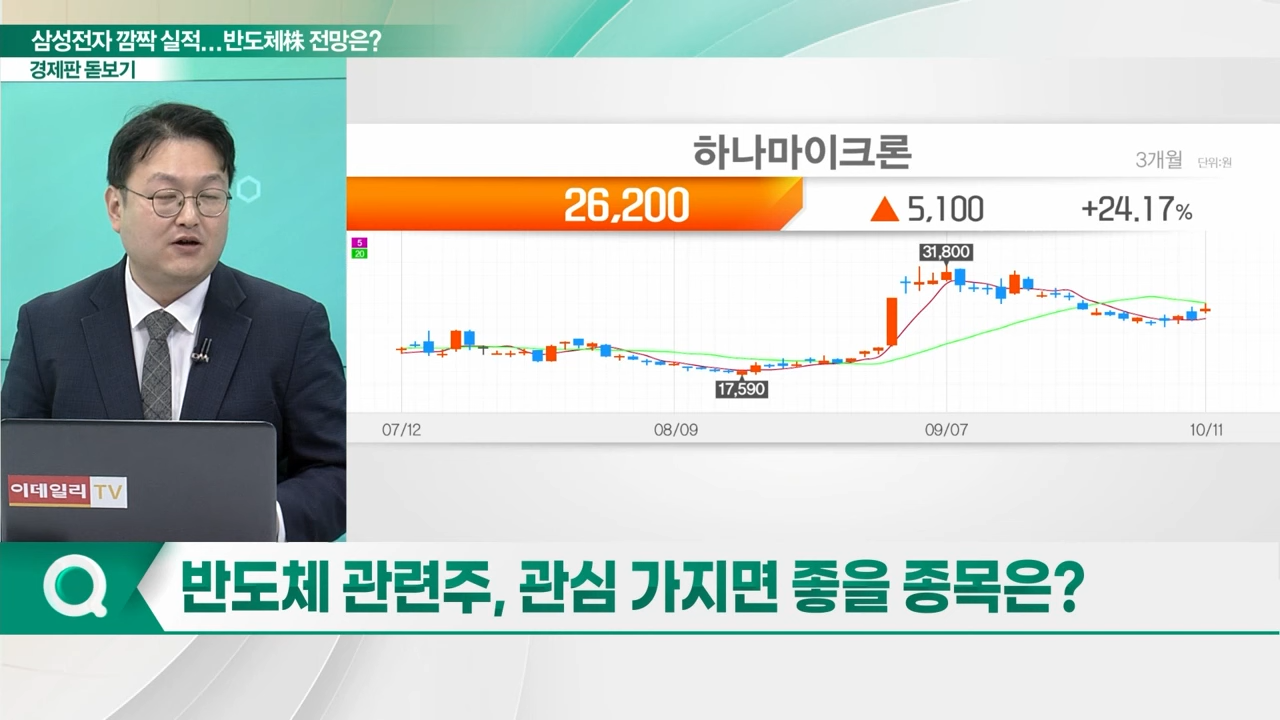 삼성전자 깜짝 실적...반도체株 전망은?
경제판 돋보기
하나마이크론
3개월 단위:원
26,200 ▲ 5,100 +24.17%
5
20
31,800
17,590
07/12 08/09 09/07 10/11
이데일리 TV
반도체 관련주, 관심 가지면 좋을 종목은?